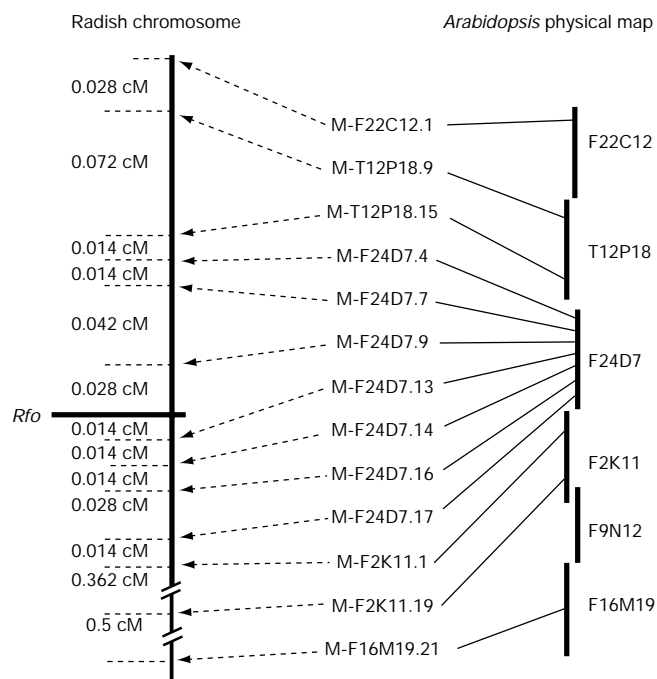 Radish chromosome
Arabidopsis physical map
0.028 cM
0.072 cM
0.014 cM
0.014 cM
0.042 cM
0.028 cM
Rfo
0.014 cM
0.014 cM
0.014 cM
0.028 cM
0.014 cM
0.362 cM
0.5 cM
M-F22C12.1
M-T12P18.9
M-T12P18.15
M-F24D7.4
M-F24D7.7
M-F24D7.9
M-F24D7.13
M-F24D7.14
M-F24D7.16
M-F24D7.17
M-F2K11.1
M-F2K11.19
M-F16M19.21
F22C12
T12P18
F24D7
F2K11
F9N12
F16M19